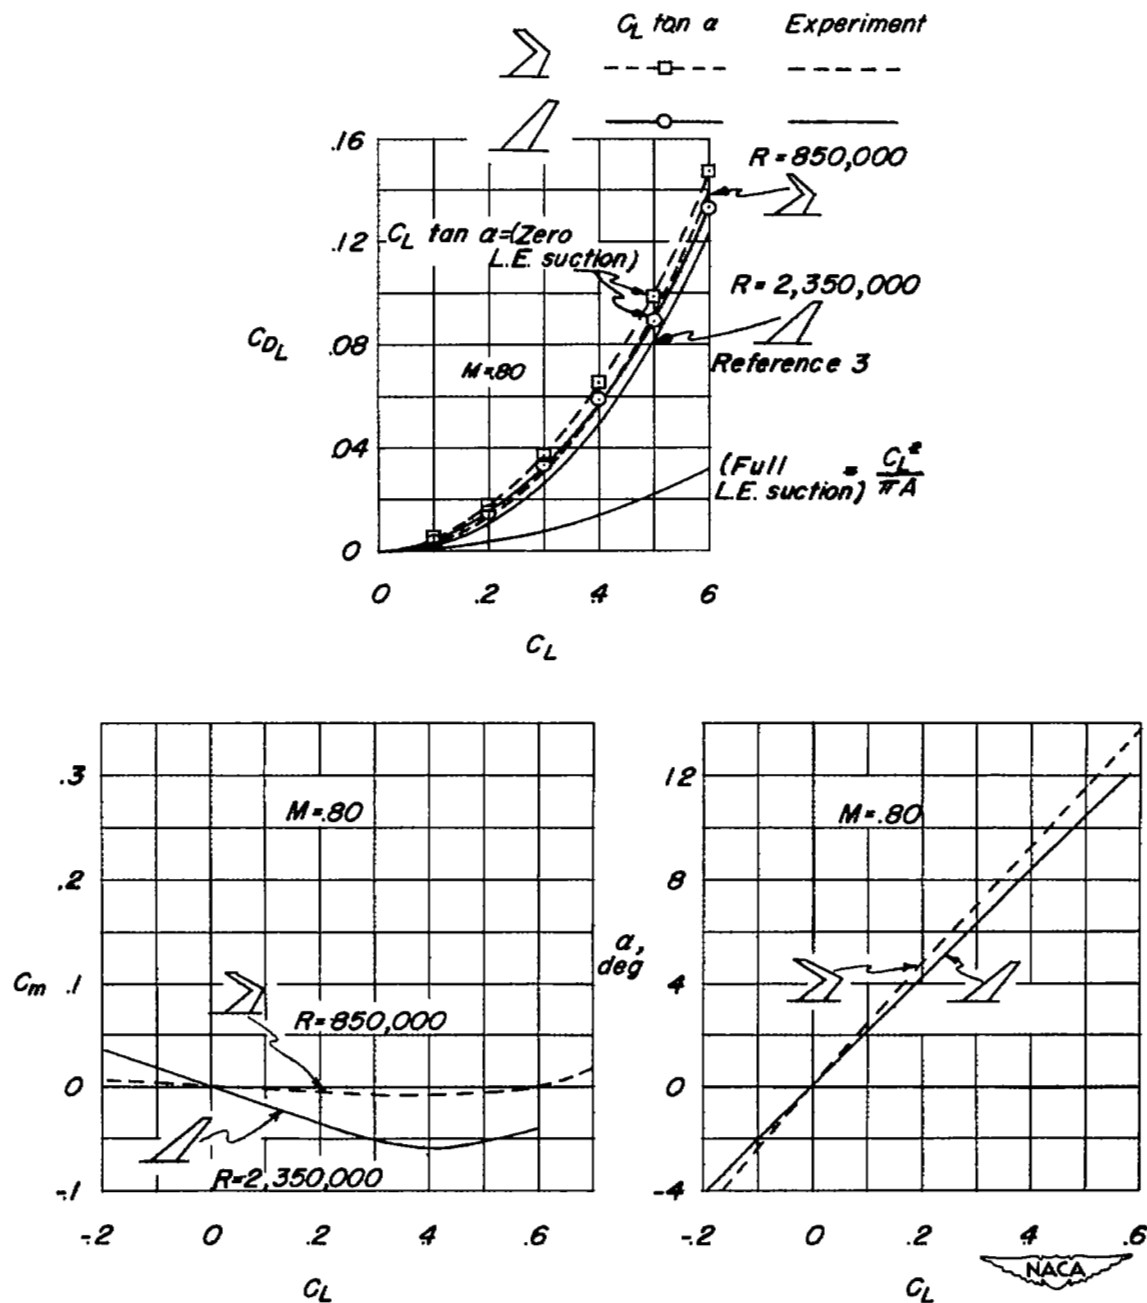 C_L tan α Experiment
.16
R = 850,000
C_L tan α = (Zero
L.E. suction)
.12
R = 2,350,000
C_{D_L}
.08
M = .80
Reference 3
.04
(Full
L.E. suction) = C_L²/πA
0
0 .2 .4 .6
C_L
.3
M = .80
.2
C_m
.1
R = 850,000
0
R = 2,350,000
-.1
-.2 0 .2 .4 .6
C_L
12
M = .80
8
α,
deg
4
0
-4
-.2 0 .2 .4 .6
C_L
NACA